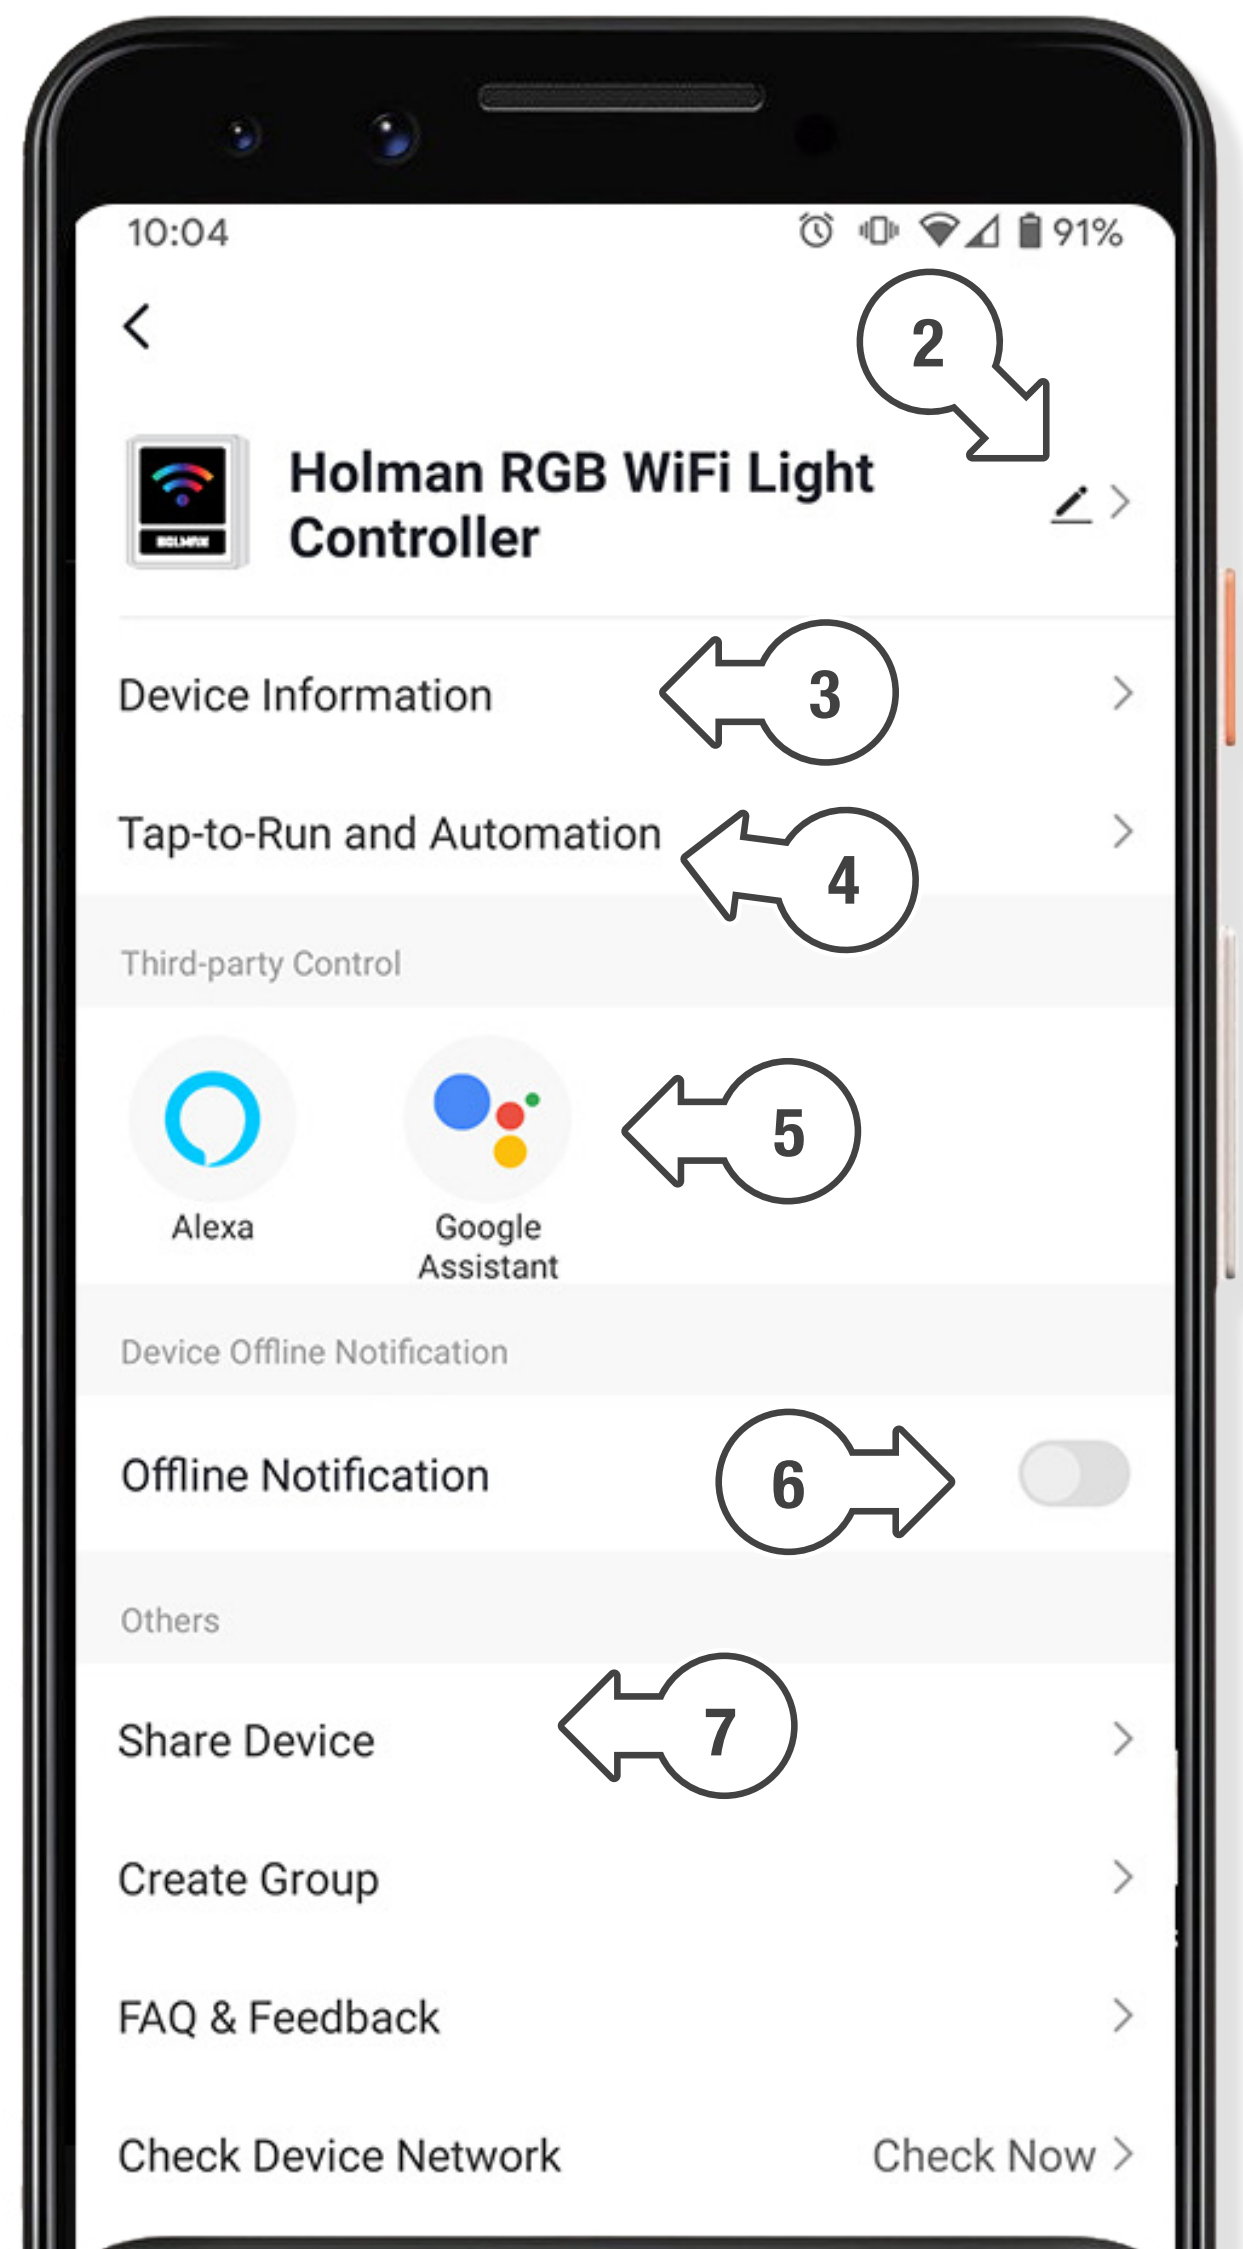 10:04 91%
2
Holman RGB WiFi Light
Controller
HOLMAN
Device Information
3
Tap-to-Run and Automation
4
Third-party Control
5
Alexa
Google
Assistant
Device Offline Notification
Offline Notification
6
Others
Share Device
7
Create Group
FAQ & Feedback
Check Device Network Check Now